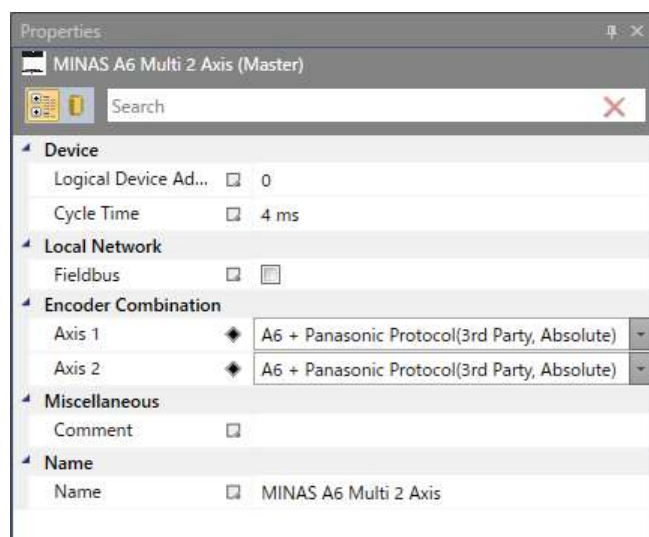 Properties
MINAS A6 Multi 2 Axis (Master)
Search
Device
Logical Device Ad... 0
Cycle Time 4 ms
Local Network
Fieldbus
Encoder Combination
Axis 1 A6 + Panasonic Protocol(3rd Party, Absolute)
Axis 2 A6 + Panasonic Protocol(3rd Party, Absolute)
Miscellaneous
Comment
Name
Name MINAS A6 Multi 2 Axis